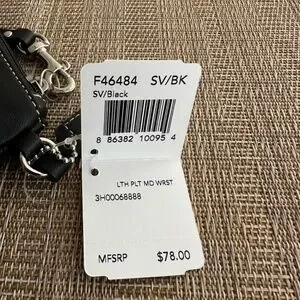 F46484 SV/BK
SV/Black
8 86382 10095 4
LTH PLT MD WRST
3H00068888
MFSRP $78.00